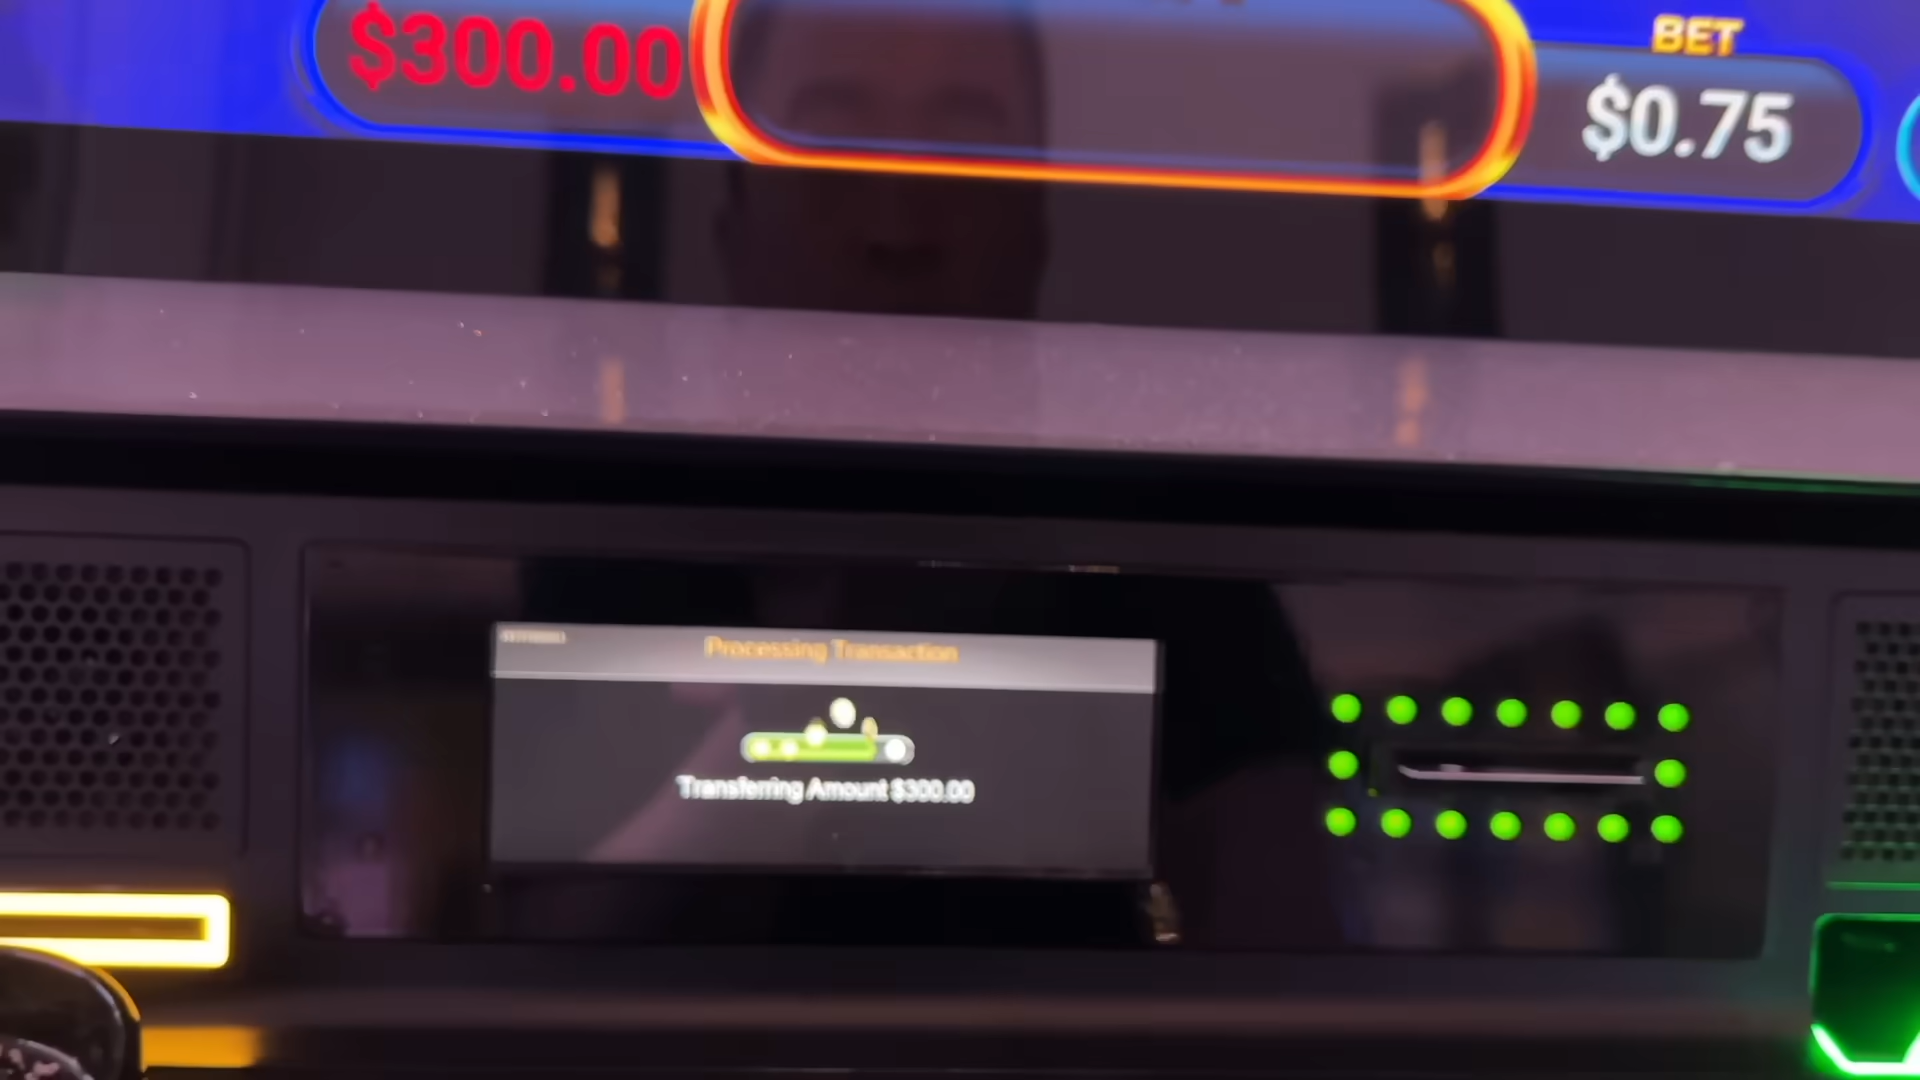 $300.00
BET
$0.75
Processing Transaction
Transferring Amount $300.00